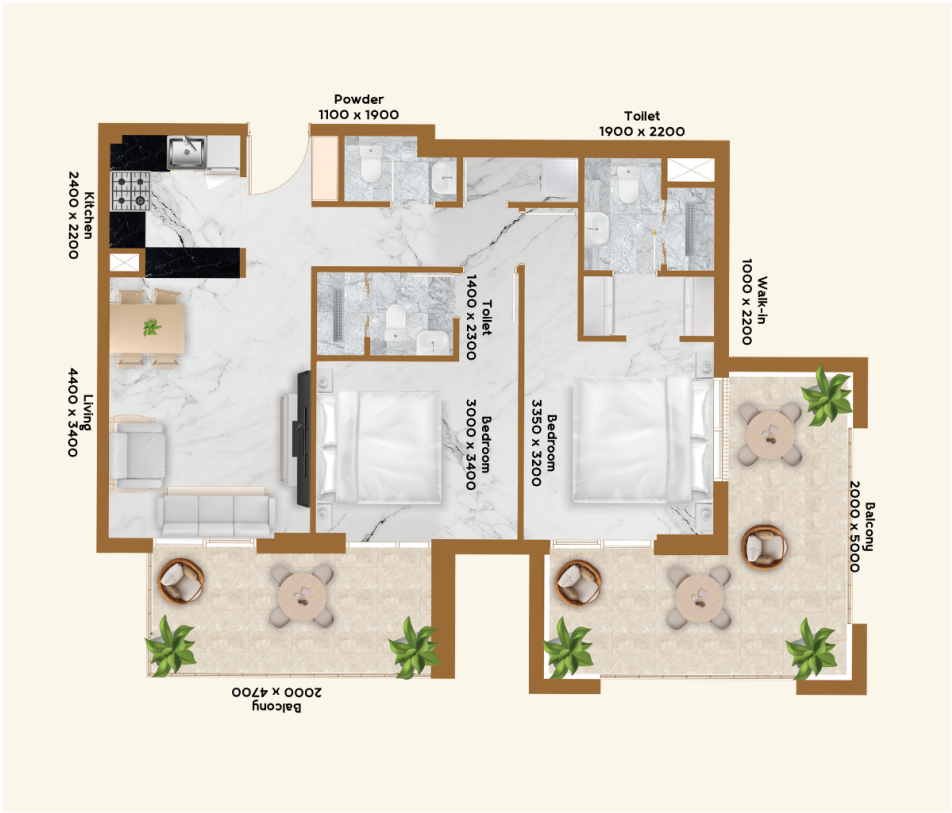 Powder
1100 x 1900
Toilet
1900 x 2200
Kitchen
2400 x 2200
Walk-in
1000 x 2200
Toilet
1400 x 2300
Living
4400 x 3400
Bedroom
3000 x 3400
Bedroom
3350 x 3200
Balcony
2000 x 5000
Balcony
2000 x 4700